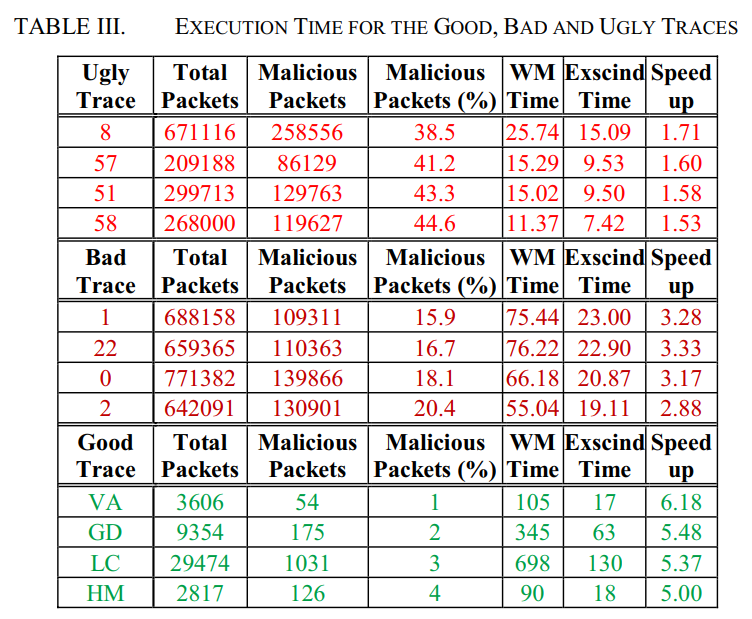 TABLE III. EXECUTION TIME FOR THE GOOD, BAD AND UGLY TRACES
Ugly Trace Total Packets Malicious Packets Malicious Packets (%) WM Time Exscind Time Speed up
8 671116 258556 38.5 25.74 15.09 1.71
57 209188 86129 41.2 15.29 9.53 1.60
51 299713 129763 43.3 15.02 9.50 1.58
58 268000 119627 44.6 11.37 7.42 1.53
Bad Trace Total Packets Malicious Packets Malicious Packets (%) WM Time Exscind Time Speed up
1 688158 109311 15.9 75.44 23.00 3.28
22 659365 110363 16.7 76.22 22.90 3.33
0 771382 139866 18.1 66.18 20.87 3.17
2 642091 130901 20.4 55.04 19.11 2.88
Good Trace Total Packets Malicious Packets Malicious Packets (%) WM Time Exscind Time Speed up
VA 3606 54 1 105 17 6.18
GD 9354 175 2 345 63 5.48
LC 29474 1031 3 698 130 5.37
HM 2817 126 4 90 18 5.00